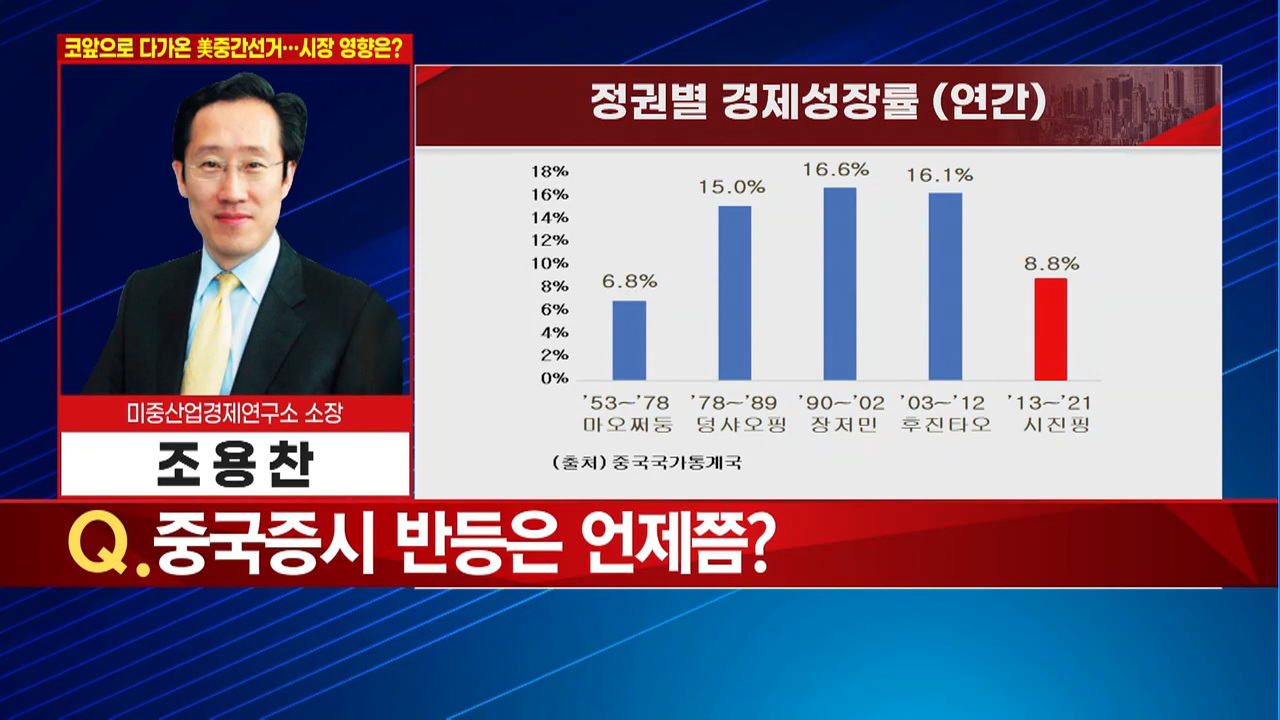 코앞으로 다가온 美중간선거…시장 영향은?
미중산업경제연구소 소장
조용찬
정권별 경제성장률 (연간)
18%
16%
14%
12%
10%
8%
6%
4%
2%
0%
6.8%
15.0%
16.6%
16.1%
8.8%
'53~'78 '78~'89 '90~'02 '03~'12 '13~'21
마오쩌둥 덩샤오핑 장저민 후진타오 시진핑
(출처) 중국국가통계국
Q.중국증시 반등은 언제쯤?